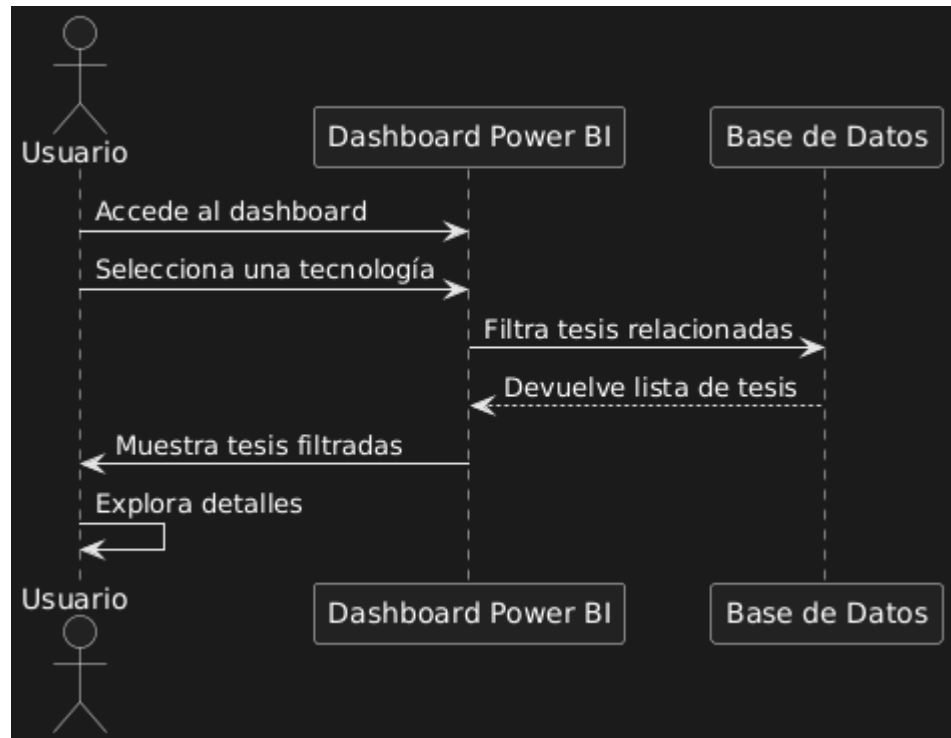 Usuario
Dashboard Power BI
Base de Datos
Accede al dashboard
Selecciona una tecnología
Filtra tesis relacionadas
Devuelve lista de tesis
Muestra tesis filtradas
Explora detalles
Usuario
Dashboard Power BI
Base de Datos